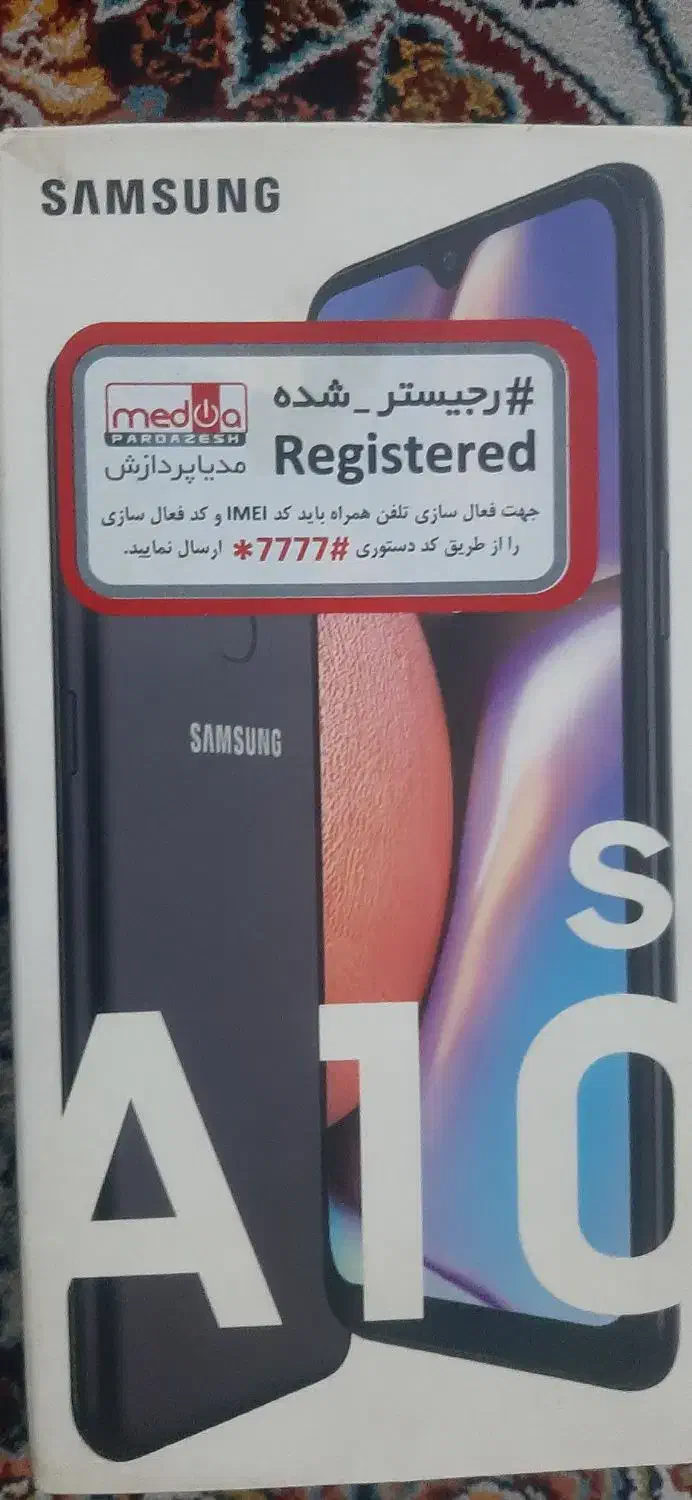 SAMSUNG
#رجیستر_شده
Registered
media
PARDAZESH
مدیاپردازش
جهت فعال سازی تلفن همراه باید کد IMEI و کد فعال سازی
را از طریق کد دستوری #7777* ارسال نمایید.
SAMSUNG
s
A10